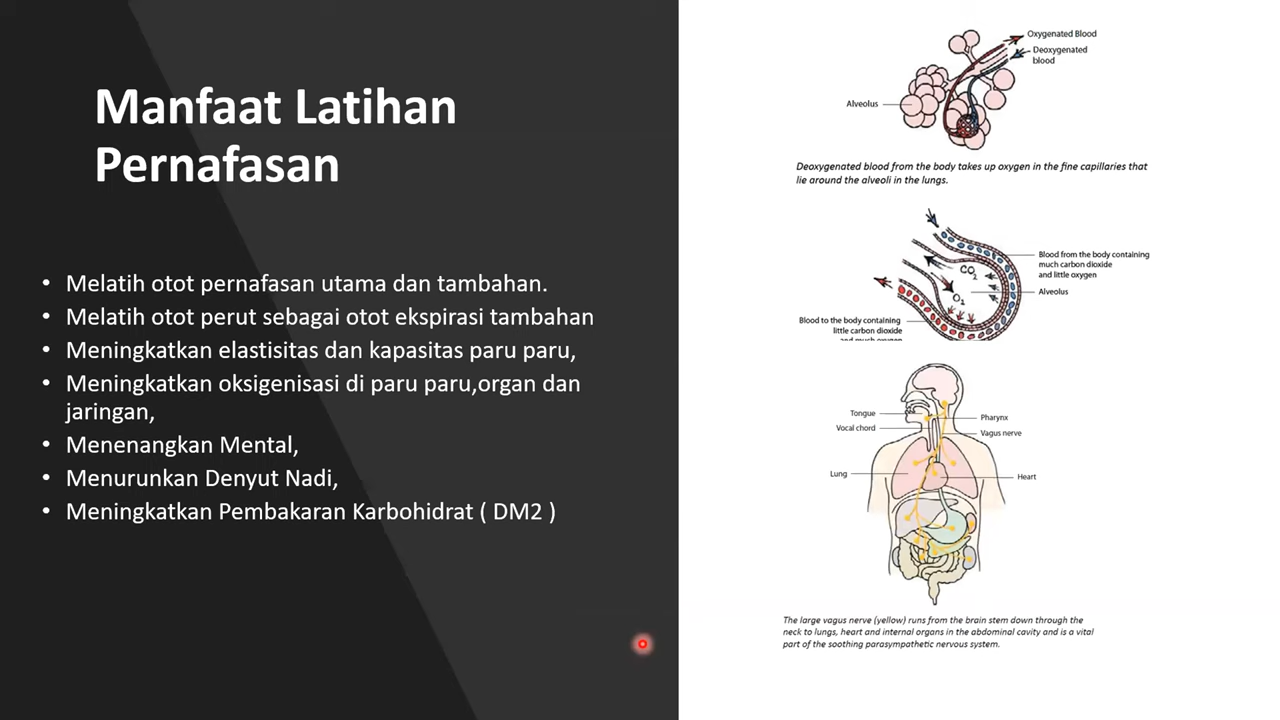 Manfaat Latihan
Pernafasan
• Melatih otot pernafasan utama dan tambahan.
• Melatih otot perut sebagai otot ekspirasi tambahan
• Meningkatkan elastisitas dan kapasitas paru paru,
• Meningkatkan oksigenisasi di paru paru,organ dan
jaringan,
• Menenangkan Mental,
• Menurunkan Denyut Nadi,
• Meningkatkan Pembakaran Karbohidrat ( DM2 )
Oxygenated Blood
Deoxygenated
blood
Alveolus
Deoxygenated blood from the body takes up oxygen in the fine capillaries that
lie around the alveoli in the lungs.
Blood from the body containing
much carbon dioxide
and little oxygen
CO2
Alveolus
O2
Blood to the body containing
little carbon dioxide
and much oxygen
Tongue
Pharynx
Vocal chord
Vagus nerve
Lung
Heart
The large vagus nerve (yellow) runs from the brain stem down through the
neck to lungs, heart and internal organs in the abdominal cavity and is a vital
part of the soothing parasympathetic nervous system.